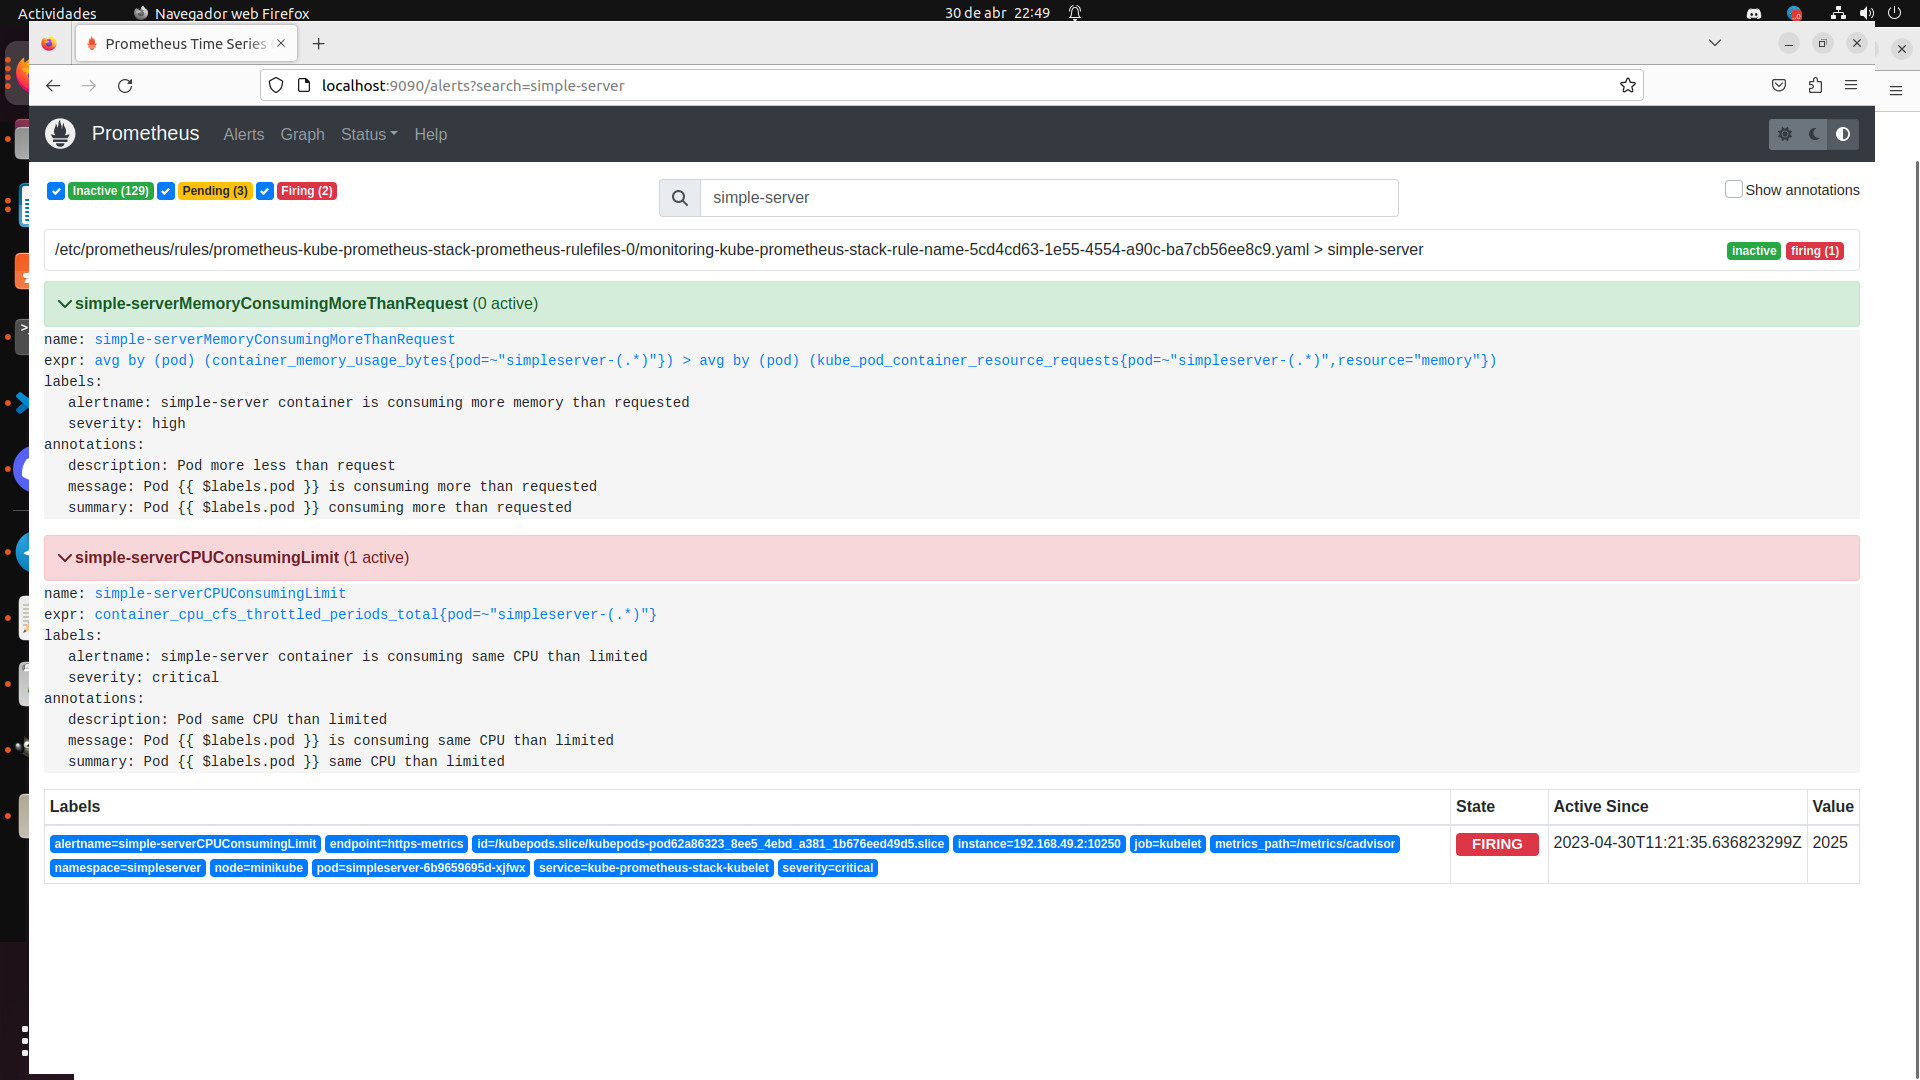 Actividades Navegador web Firefox 30 de abr 22:49
Prometheus Time Series
localhost:9090/alerts?search=simple-server
Prometheus Alerts Graph Status Help
Inactive (129) Pending (3) Firing (2) simple-server Show annotations
/etc/prometheus/rules/prometheus-kube-prometheus-stack-prometheus-rulefiles-0/monitoring-kube-prometheus-stack-rule-name-5cd4cd63-1e55-4554-a90c-ba7cb56ee8c9.yaml > simple-server inactive firing (1)
simple-serverMemoryConsumingMoreThanRequest (0 active)
name: simple-serverMemoryConsumingMoreThanRequest
expr: avg by (pod) (container_memory_usage_bytes{pod=~"simpleserver-(.*)"}) > avg by (pod) (kube_pod_container_resource_requests{pod=~"simpleserver-(.*)",resource="memory"})
labels:
alertname: simple-server container is consuming more memory than requested
severity: high
annotations:
description: Pod more less than request
message: Pod {{ $labels.pod }} is consuming more than requested
summary: Pod {{ $labels.pod }} consuming more than requested
simple-serverCPUConsumingLimit (1 active)
name: simple-serverCPUConsumingLimit
expr: container_cpu_cfs_throttled_periods_total{pod=~"simpleserver-(.*)"}
labels:
alertname: simple-server container is consuming same CPU than limited
severity: critical
annotations:
description: Pod same CPU than limited
message: Pod {{ $labels.pod }} is consuming same CPU than limited
summary: Pod {{ $labels.pod }} same CPU than limited
Labels State Active Since Value
alertname=simple-serverCPUConsumingLimit endpoint=https-metrics id=/kubepods.slice/kubepods-pod62a86323_8ee5_4ebd_a381_1b676eed49d5.slice instance=192.168.49.2:10250 job=kubelet metrics_path=/metrics/cadvisor FIRING 2023-04-30T11:21:35.636823299Z 2025
namespace=simpleserver node=minikube pod=simpleserver-6b9659695d-xjfwx service=kube-prometheus-stack-kubelet severity=critical